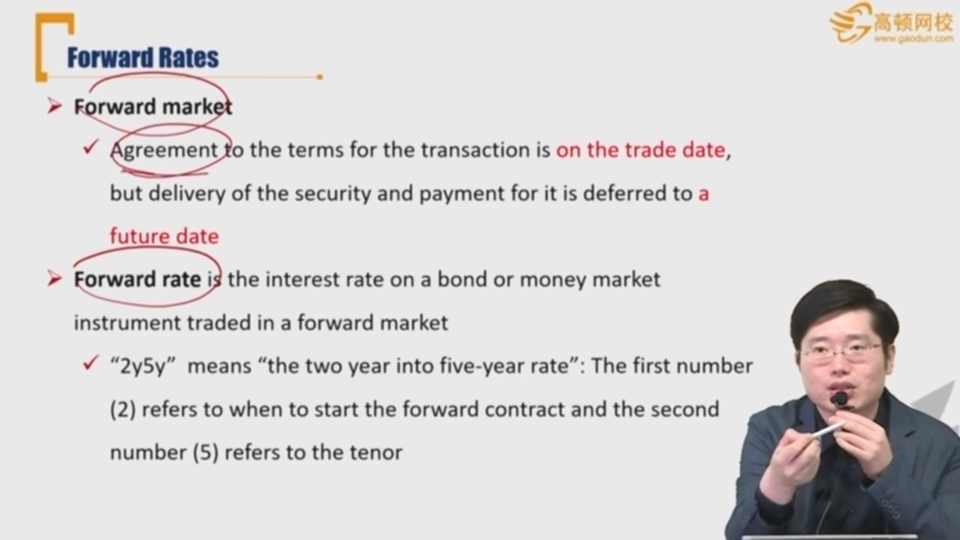 高顿网校
www.gaodun.com
Forward Rates
➢ Forward market
✓ Agreement to the terms for the transaction is on the trade date,
but delivery of the security and payment for it is deferred to a
future date
➢ Forward rate is the interest rate on a bond or money market
instrument traded in a forward market
✓ “2y5y” means “the two year into five-year rate”: The first number
(2) refers to when to start the forward contract and the second
number (5) refers to the tenor